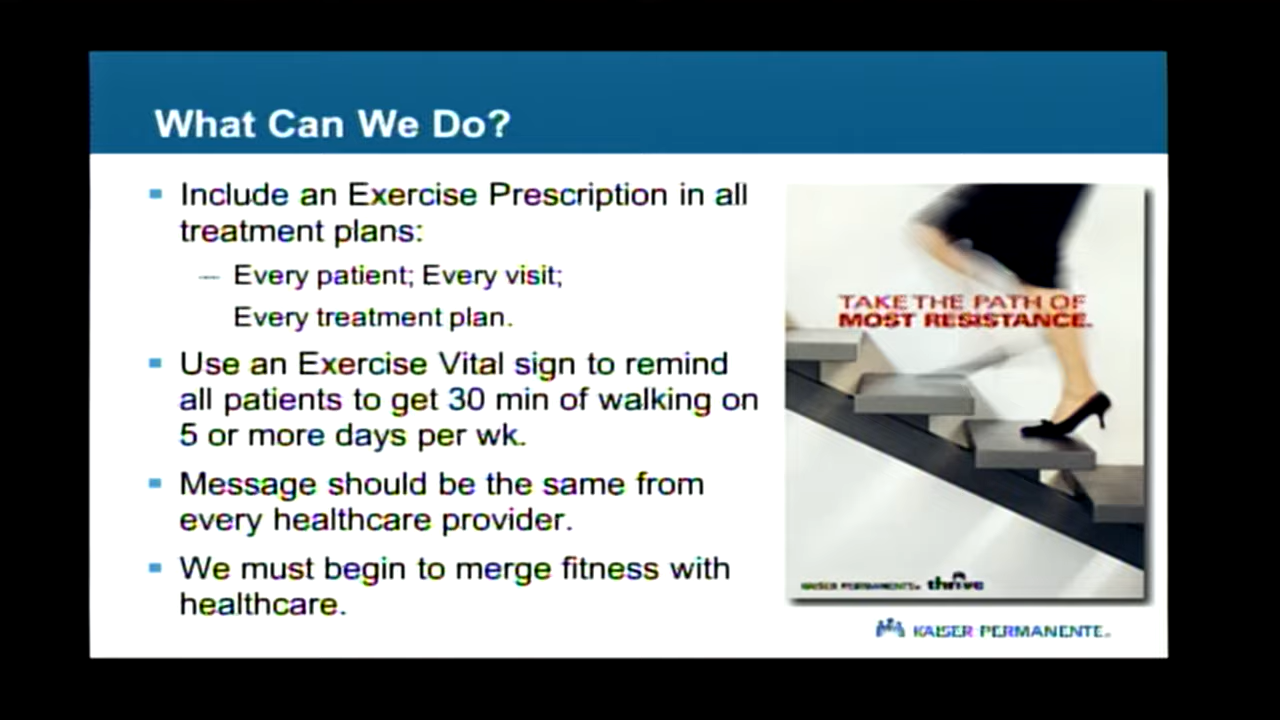 What Can We Do?
Include an Exercise Prescription in all
treatment plans:
— Every patient; Every visit;
Every treatment plan.
Use an Exercise Vital sign to remind
all patients to get 30 min of walking on
5 or more days per wk.
Message should be the same from
every healthcare provider.
We must begin to merge fitness with
healthcare.
TAKE THE PATH OF
MOST RESISTANCE.
KAISER PERMANENTE. thrive
KAISER PERMANENTE.